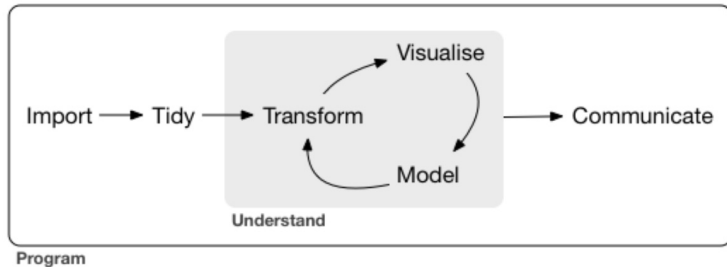 Visualise
Import Tidy Transform Communicate
Model
Understand
Program